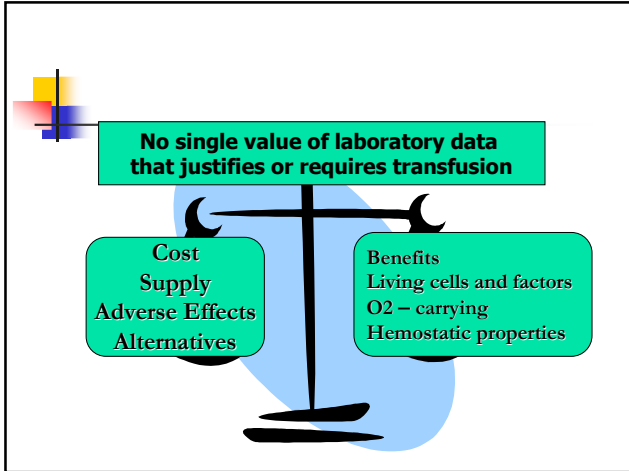 No single value of laboratory data
that justifies or requires transfusion
Cost
Supply
Adverse Effects
Alternatives
Benefits
Living cells and factors
O2 – carrying
Hemostatic properties